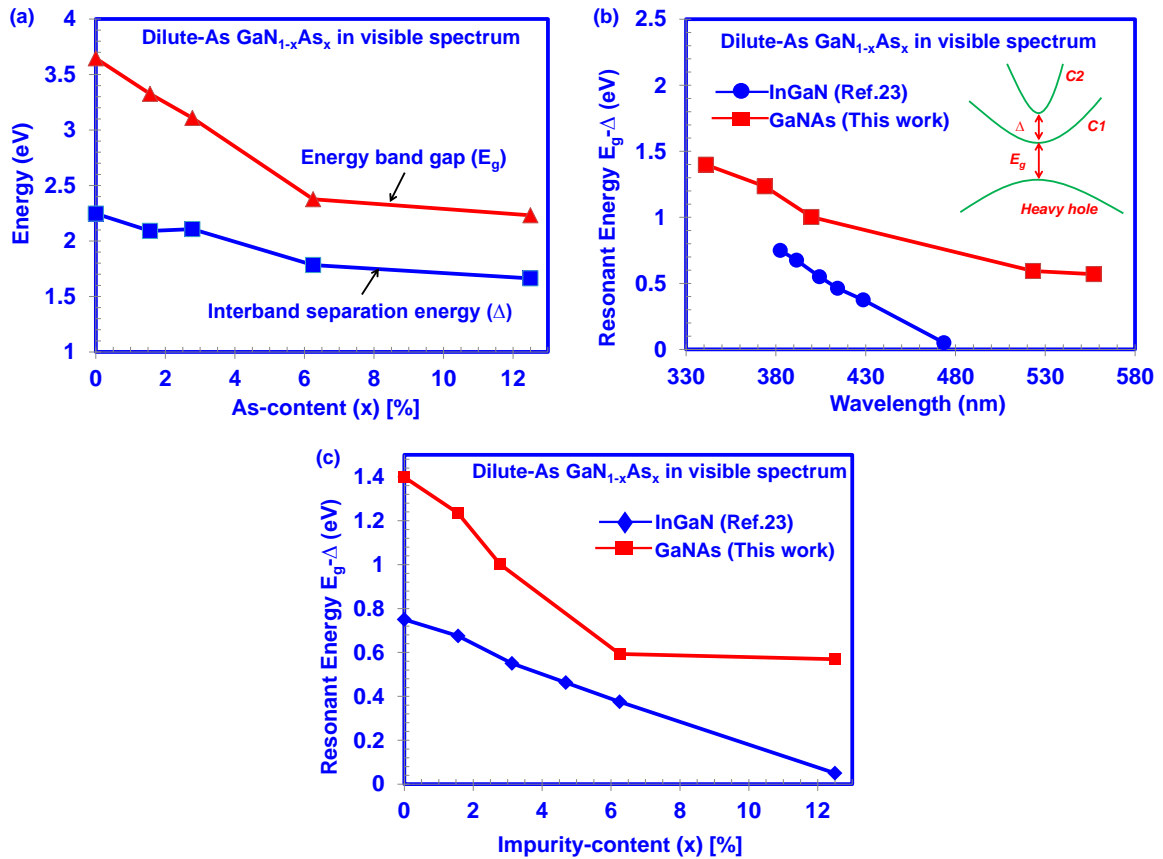 (a)
Dilute-As GaN1-xAsx in visible spectrum
Energy (eV)
4
3.5
3
2.5
2
1.5
1
Energy band gap (Eg)
Interband separation energy (Δ)
0 2 4 6 8 10 12
As-content (x) [%]
(b)
Dilute-As GaN1-xAsx in visible spectrum
Resonant Energy Eg-Δ (eV)
2.5
2
1.5
1
0.5
0
InGaN (Ref.23)
GaNAs (This work)
C2
C1
Δ
Eg
Heavy hole
330 380 430 480 530 580
Wavelength (nm)
(c)
Dilute-As GaN1-xAsx in visible spectrum
Resonant Energy Eg-Δ (eV)
1.4
1.2
1
0.8
0.6
0.4
0.2
0
InGaN (Ref.23)
GaNAs (This work)
0 2 4 6 8 10 12
Impurity-content (x) [%]